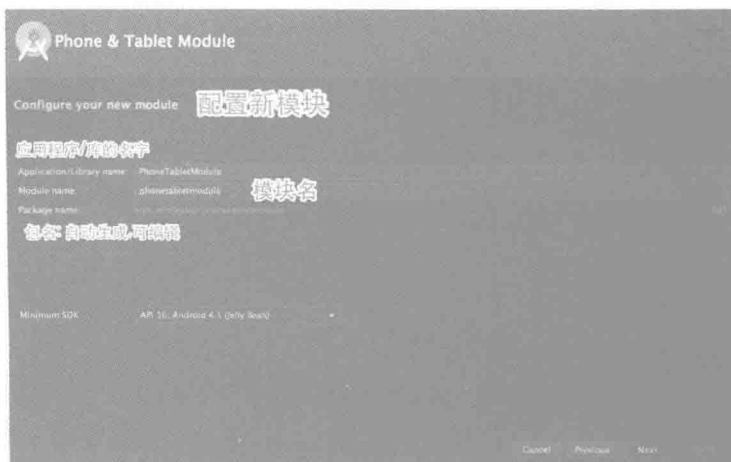 Phone & Tablet Module
Configure your new module 配置新模块
应用程序/库的名字
Application/Library name: PhoneTabletModule
Module name: phonetabletmodule 模块名
Package name:
包名: 自动生成,可编辑
Minimum SDK API 16: Android 4.1 (Jelly Bean)
Cancel Previous Next